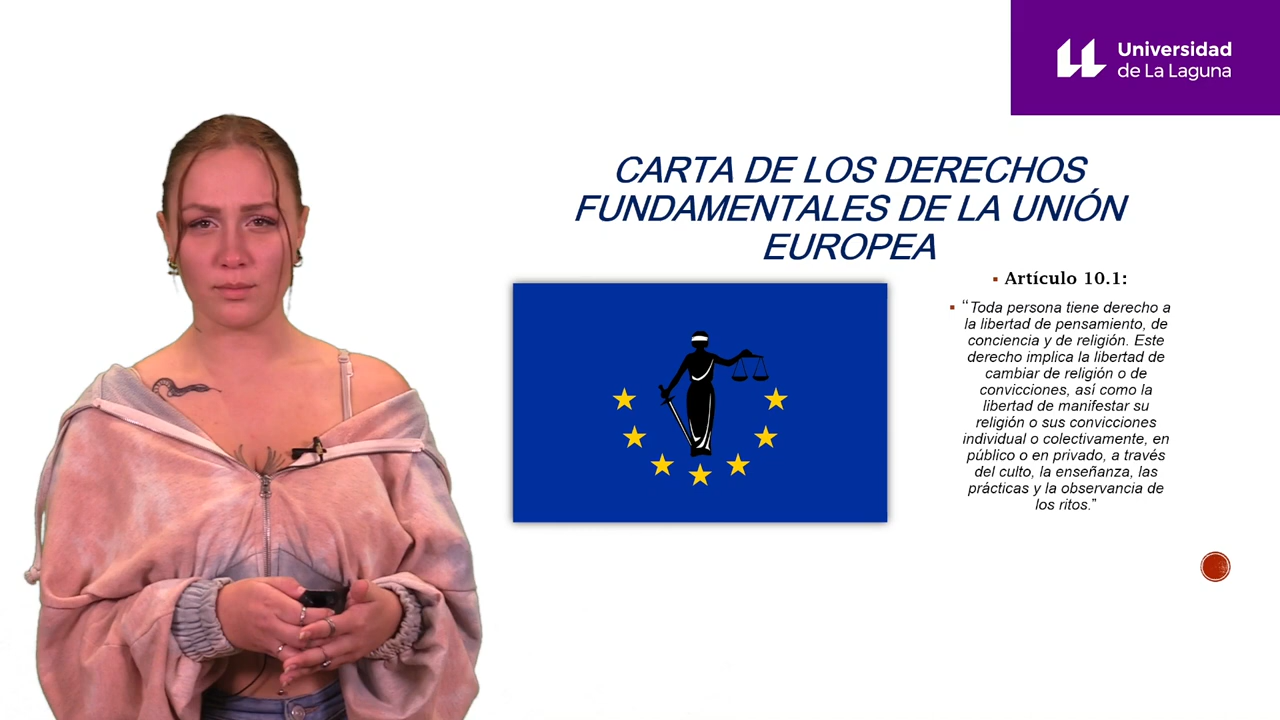 Universidad
de La Laguna
CARTA DE LOS DERECHOS
FUNDAMENTALES DE LA UNIÓN
EUROPEA
Artículo 10.1:
“Toda persona tiene derecho a
la libertad de pensamiento, de
conciencia y de religión. Este
derecho implica la libertad de
cambiar de religión o de
convicciones, así como la
libertad de manifestar su
religión o sus convicciones
individual o colectivamente, en
público o en privado, a través
del culto, la enseñanza, las
prácticas y la observancia de
los ritos.”